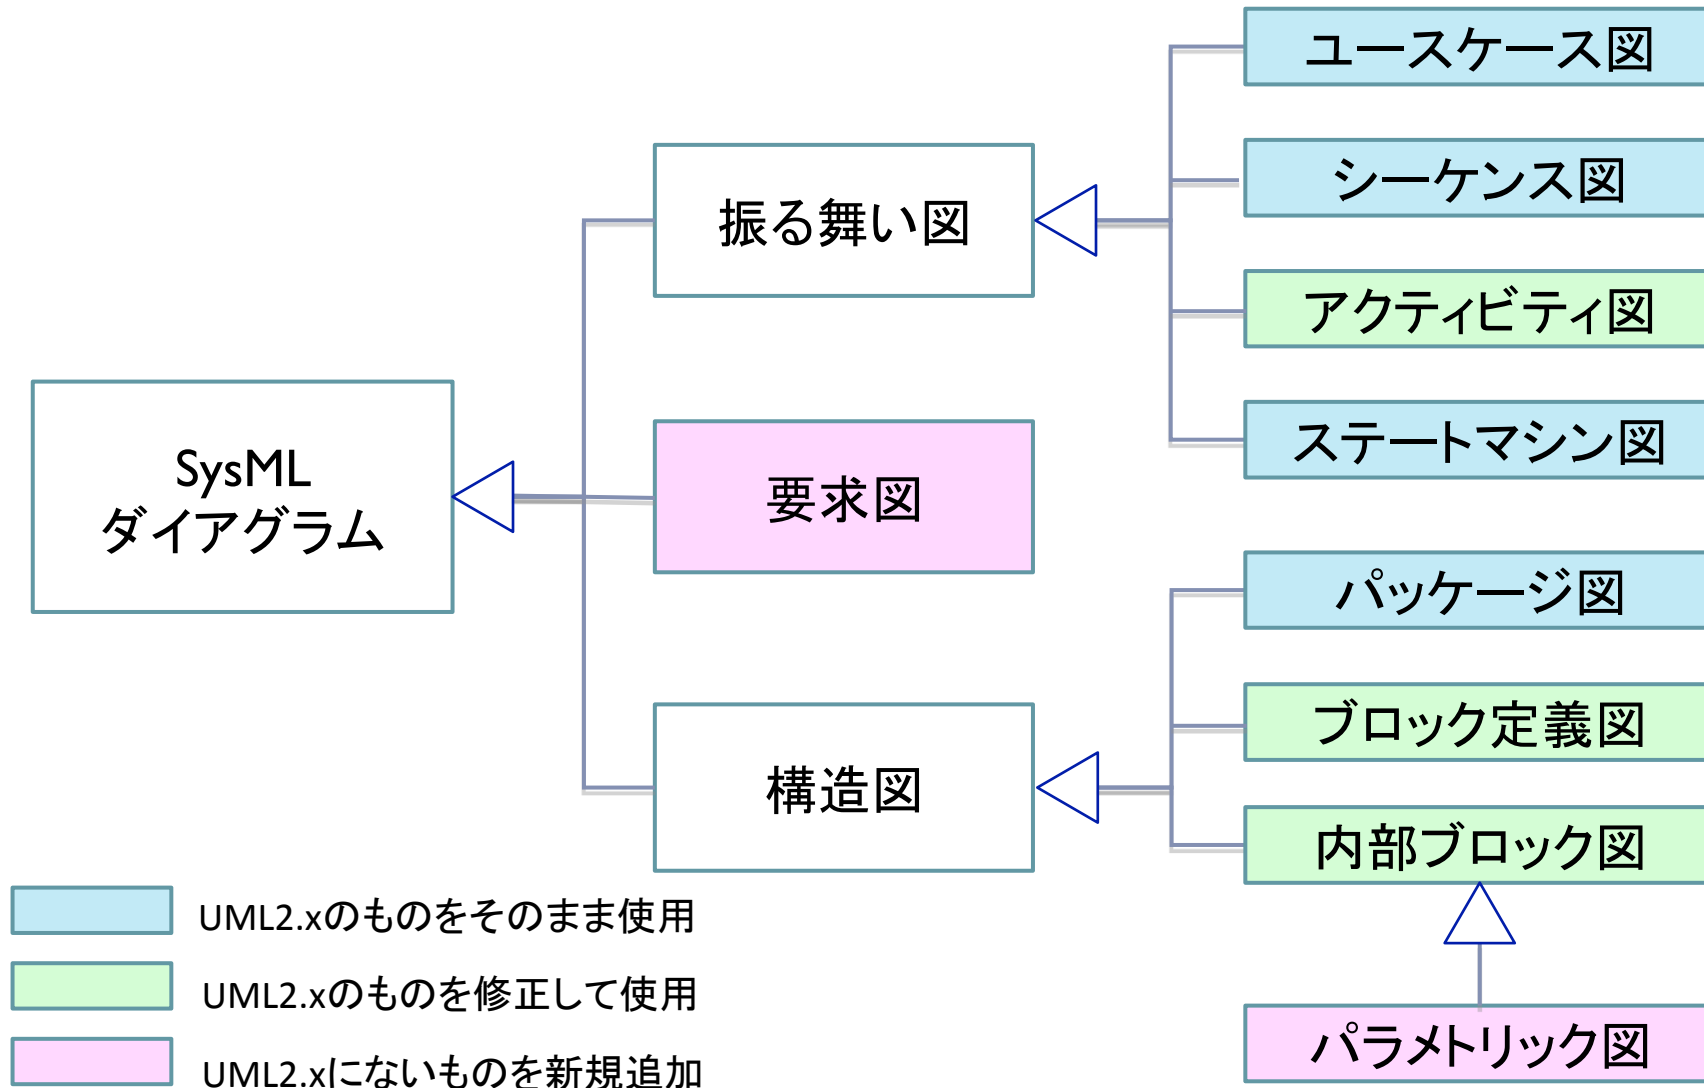 ユースケース図
シーケンス図
振る舞い図
アクティビティ図
ステートマシン図
SysML
ダイアグラム
要求図
パッケージ図
ブロック定義図
構造図
内部ブロック図
UML2.xのものをそのまま使用
UML2.xのものを修正して使用
パラメトリック図
UML2.xにないものを新規追加